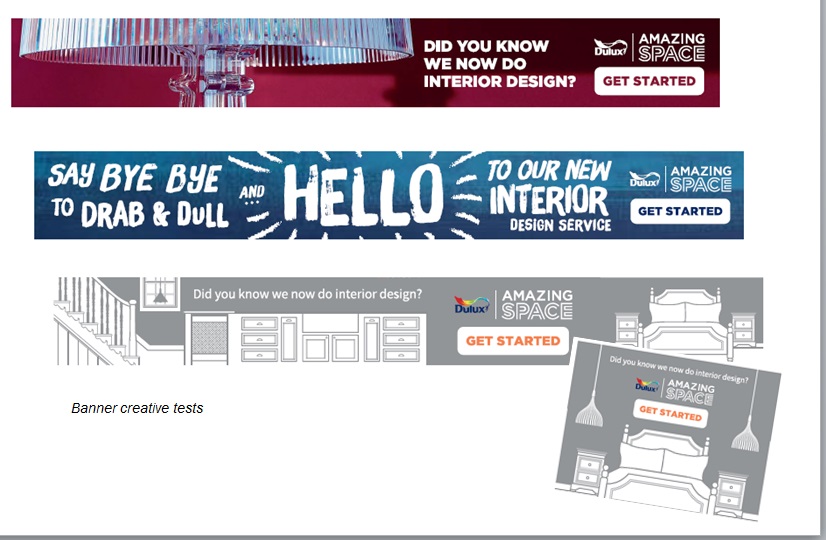 DID YOU KNOW
WE NOW DO
INTERIOR DESIGN?
Dulux
AMAZING
SPACE
GET STARTED
SAY BYE BYE
TO DRAB & DULL
AND
HELLO
TO OUR NEW
INTERIOR
DESIGN SERVICE
Dulux
AMAZING
SPACE
GET STARTED
Did you know we now do interior design?
Dulux
AMAZING
SPACE
GET STARTED
Did you know we now do interior design?
Dulux
AMAZING
SPACE
GET STARTED
Banner creative tests